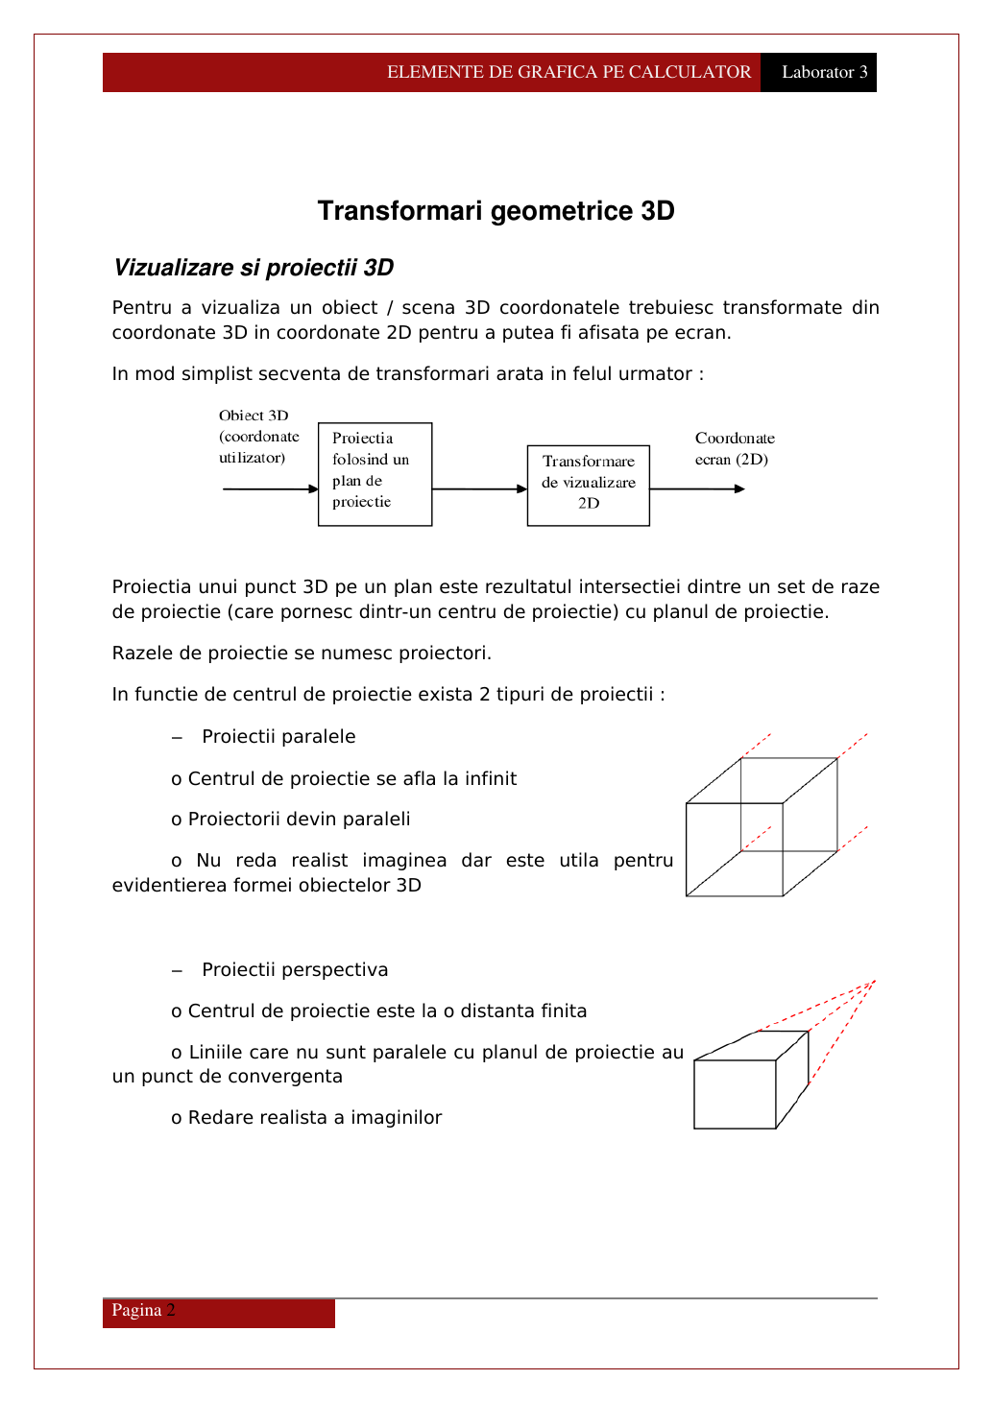 ELEMENTE DE GRAFICA PE CALCULATOR Laborator 3
Transformari geometrice 3D
Vizualizare si proiectii 3D
Pentru a vizualiza un obiect / scena 3D coordonatele trebuiesc transformate din
coordonate 3D in coordonate 2D pentru a putea fi afisata pe ecran.
In mod simplist secventa de transformari arata in felul urmator :
Obiect 3D
(coordonate
utilizator)
Proiectia
folosind un
plan de
proiectie
Transformare
de vizualizare
2D
Coordonate
ecran (2D)
Proiectia unui punct 3D pe un plan este rezultatul intersectiei dintre un set de raze
de proiectie (care pornesc dintr-un centru de proiectie) cu planul de proiectie.
Razele de proiectie se numesc proiectori.
In functie de centrul de proiectie exista 2 tipuri de proiectii :
– Proiectii paralele
o Centrul de proiectie se afla la infinit
o Proiectorii devin paraleli
o Nu reda realist imaginea dar este utila pentru
evidentierea formei obiectelor 3D
– Proiectii perspectiva
o Centrul de proiectie este la o distanta finita
o Liniile care nu sunt paralele cu planul de proiectie au
un punct de convergenta
o Redare realista a imaginilor
Pagina 2